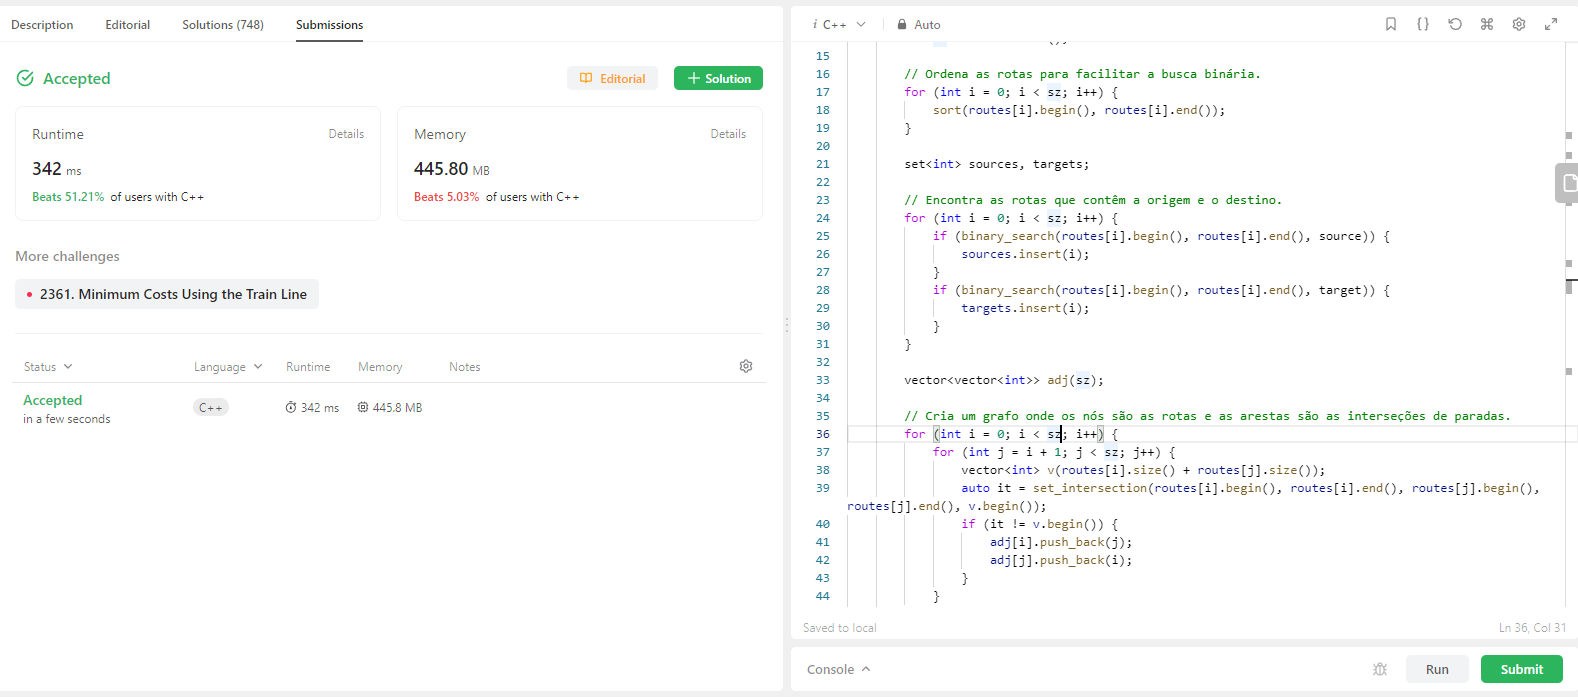 Description Editorial Solutions (748) Submissions
Accepted
Editorial
Solution
Runtime Details
342 ms
Beats 51.21% of users with C++
Memory Details
445.80 MB
Beats 5.03% of users with C++
More challenges
2361. Minimum Costs Using the Train Line
Status Language Runtime Memory Notes
Accepted
in a few seconds
C++ 342 ms 445.8 MB
i C++ Auto
15
16 // Ordena as rotas para facilitar a busca binária.
17 for (int i = 0; i < sz; i++) {
18 sort(routes[i].begin(), routes[i].end());
19 }
20
21 set<int> sources, targets;
22
23 // Encontra as rotas que contêm a origem e o destino.
24 for (int i = 0; i < sz; i++) {
25 if (binary_search(routes[i].begin(), routes[i].end(), source)) {
26 sources.insert(i);
27 }
28 if (binary_search(routes[i].begin(), routes[i].end(), target)) {
29 targets.insert(i);
30 }
31 }
32
33 vector<vector<int>> adj(sz);
34
35 // Cria um grafo onde os nós são as rotas e as arestas são as interseções de paradas.
36 for (int i = 0; i < sz; i++) {
37 for (int j = i + 1; j < sz; j++) {
38 vector<int> v(routes[i].size() + routes[j].size());
39 auto it = set_intersection(routes[i].begin(), routes[i].end(), routes[j].begin(),
routes[j].end(), v.begin());
40 if (it != v.begin()) {
41 adj[i].push_back(j);
42 adj[j].push_back(i);
43 }
44 }
Saved to local Ln 36, Col 31
Console Run Submit